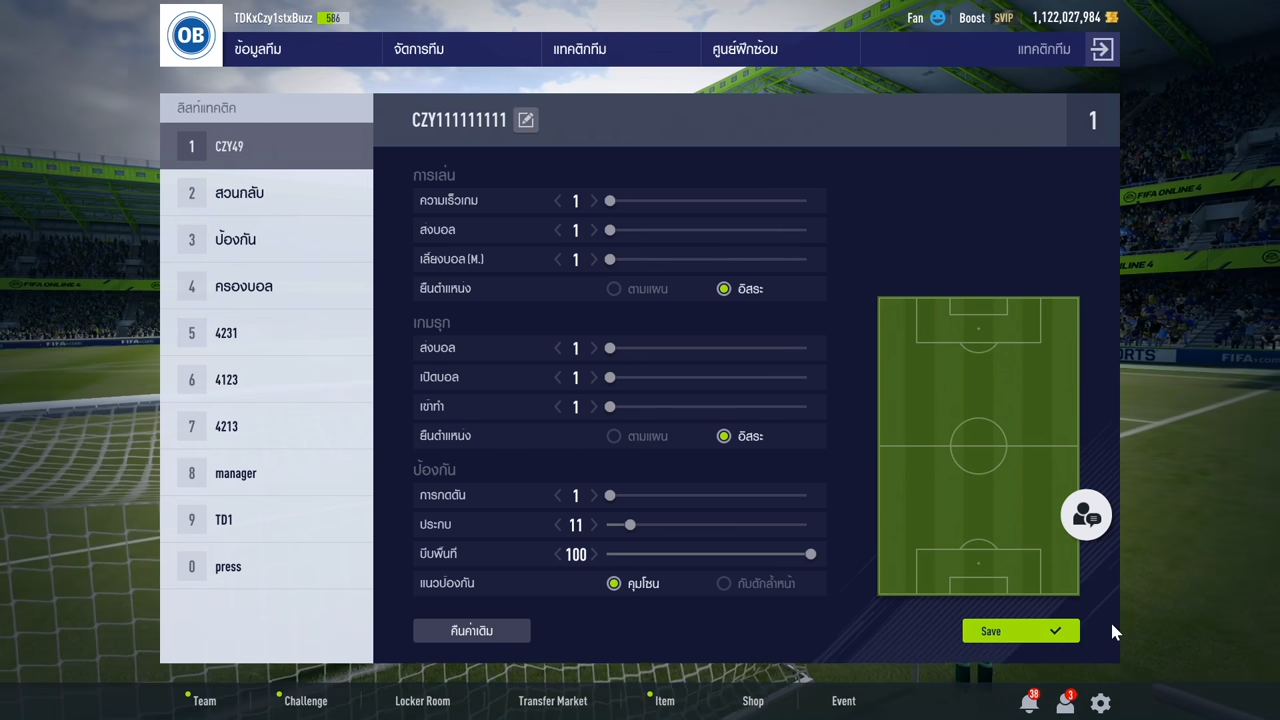 OB
TDKxCzy1stxBuzz 586
Fan Boost SVIP 1,122,027,984
ข้อมูลทีม จัดการทีม แทคติกทีม ศูนย์ฝึกซ้อม แทคติกทีม
ลิสท์แทคติค
1 CZY49
2 สวนกลับ
3 ป้องกัน
4 ครองบอล
5 4231
6 4123
7 4213
8 manager
9 TD1
0 press
CZY111111111 1
การเล่น
ความเร็วเกม 1
ส่งบอล 1
เลี้ยงบอล (M.) 1
ยืนตำแหน่ง ตามแผน อิสระ
เกมรุก
ส่งบอล 1
เปิดบอล 1
เข้าทำ 1
ยืนตำแหน่ง ตามแผน อิสระ
ป้องกัน
การกดดัน 1
ประกบ 11
บีบพื้นที่ 100
แนวป้องกัน คุมโซน กับดักล้ำหน้า
คืนค่าเดิม
Save
FIFA ONLINE 4
FIFA ONLINE 4
Team Challenge Locker Room Transfer Market Item Shop Event
38 3